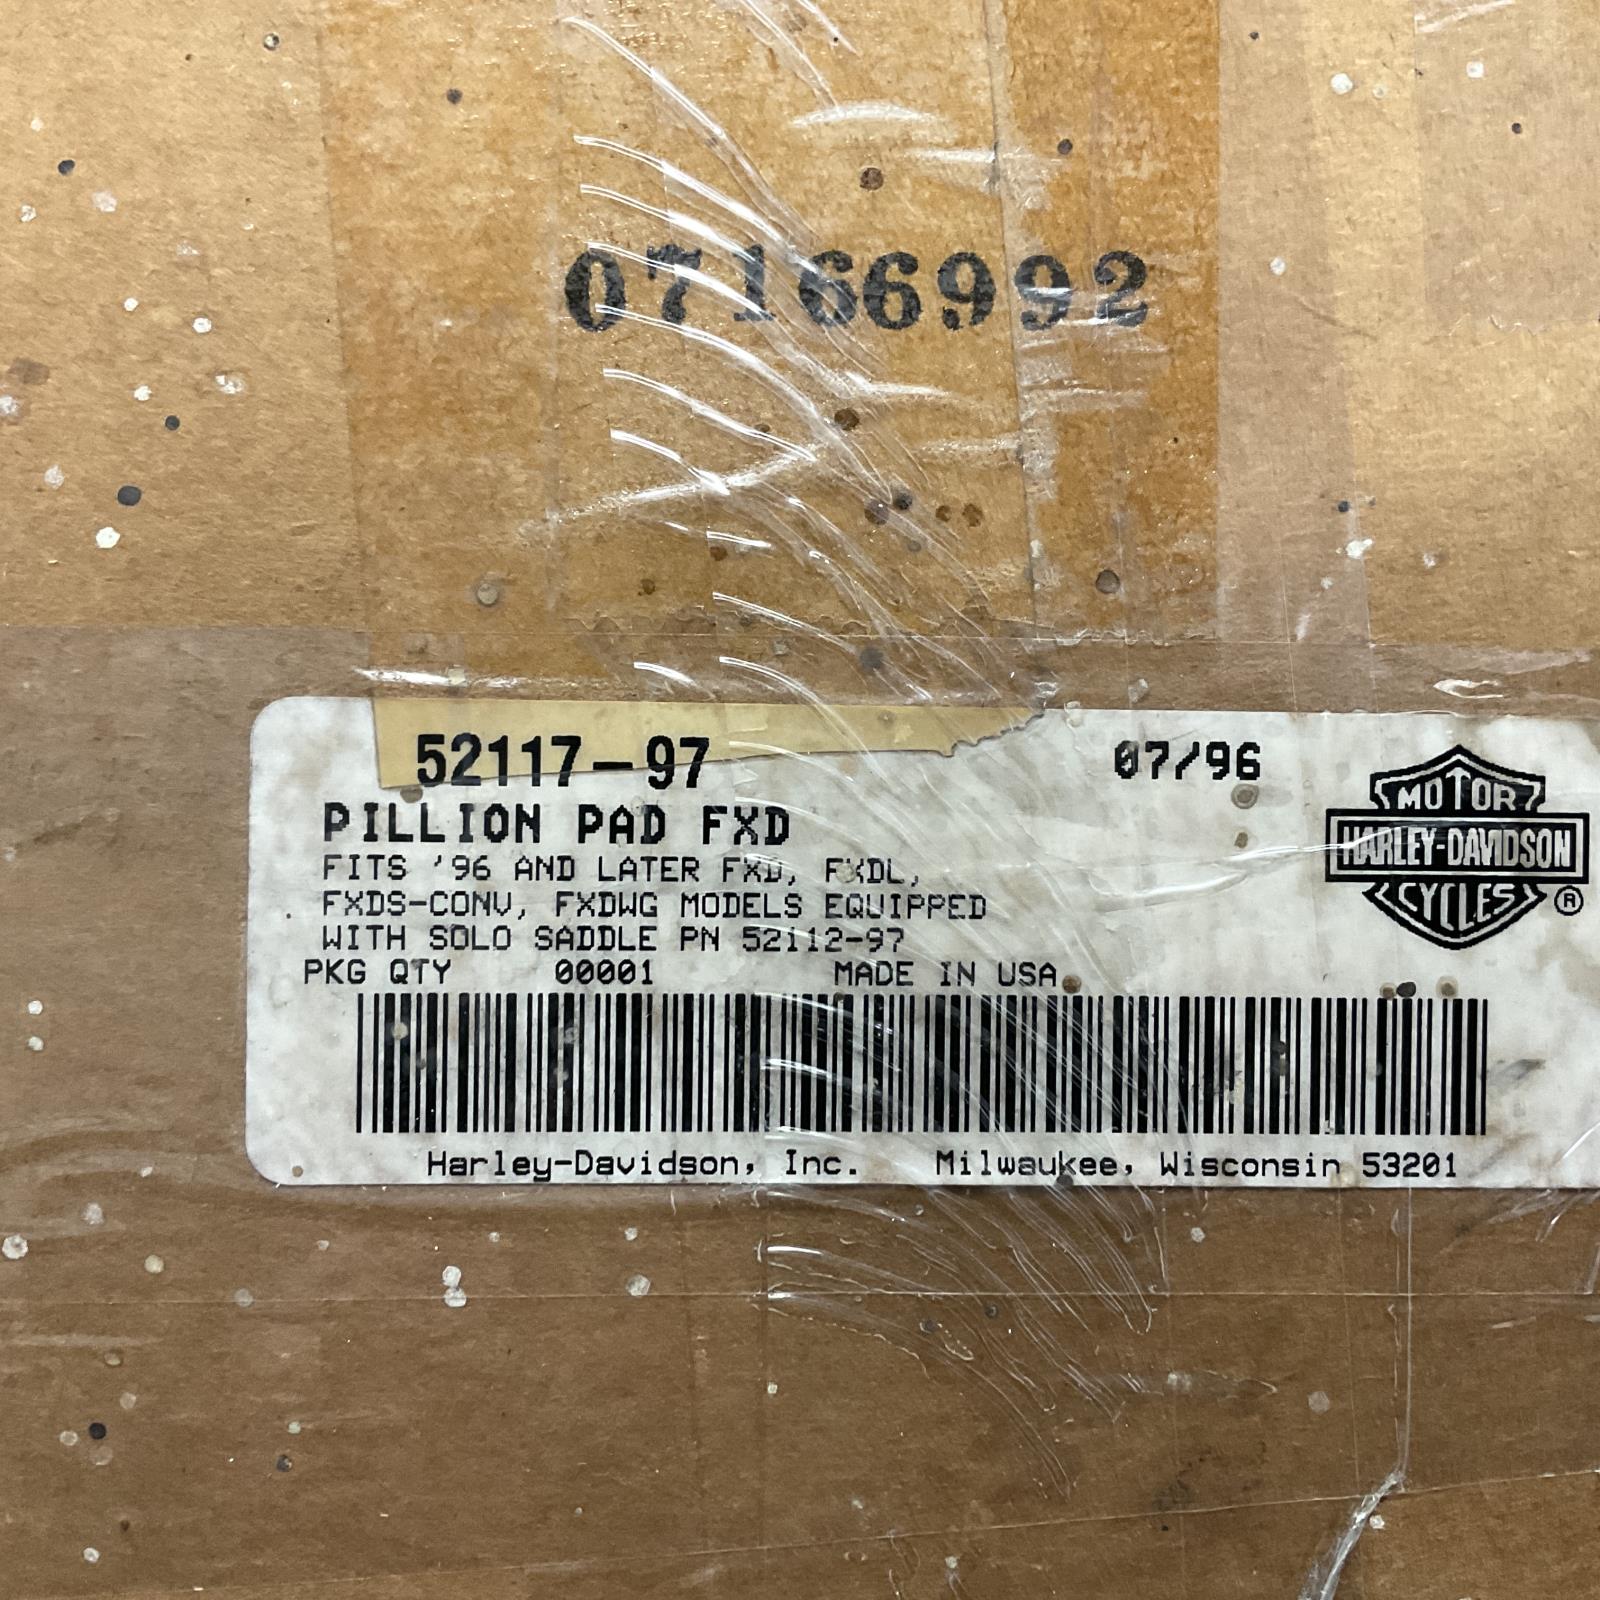 07166992
52117-97 07/96
PILLION PAD FXD
FITS '96 AND LATER FXD, FXDL,
FXDS-CONV, FXDWG MODELS EQUIPPED
WITH SOLO SADDLE PN 52112-97
PKG QTY 00001 MADE IN USA
MOTOR
HARLEY-DAVIDSON
CYCLES
®
Harley-Davidson, Inc. Milwaukee, Wisconsin 53201